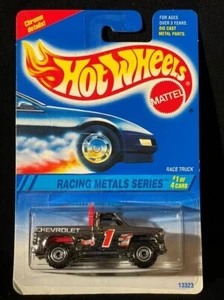 Chrome
details!
FOR AGES
OVER 3 YEARS.
DIE CAST
METAL PARTS.
Hot Wheels
MATTEL
RACE TRUCK
RACING METALS SERIES
#1 of
4 CARS
CHEVROLET
1
13323